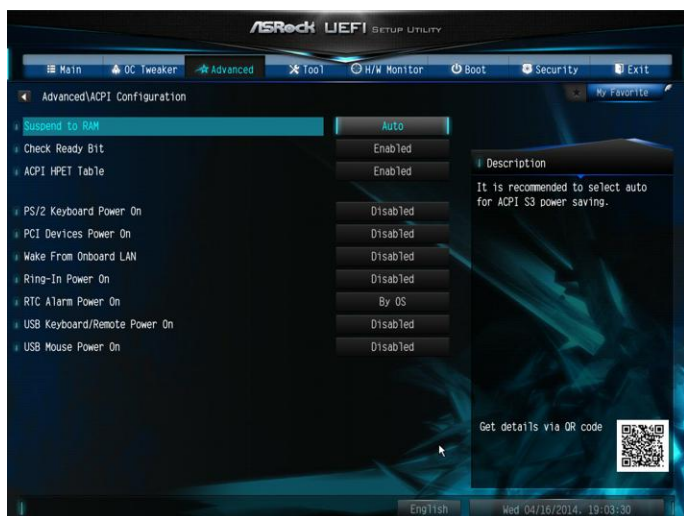 ASRock UEFI SETUP UTILITY
Main OC Tweaker Advanced Tool H/W Monitor Boot Security Exit
Advanced\ACPI Configuration
My Favorite
Suspend to RAM Auto
Check Ready Bit Enabled
ACPI HPET Table Enabled
PS/2 Keyboard Power On Disabled
PCI Devices Power On Disabled
Wake From Onboard LAN Disabled
Ring-In Power On Disabled
RTC Alarm Power On By OS
USB Keyboard/Remote Power On Disabled
USB Mouse Power On Disabled
Description
It is recommended to select auto
for ACPI S3 power saving.
Get details via QR code
English
Wed 04/16/2014. 19:03:30